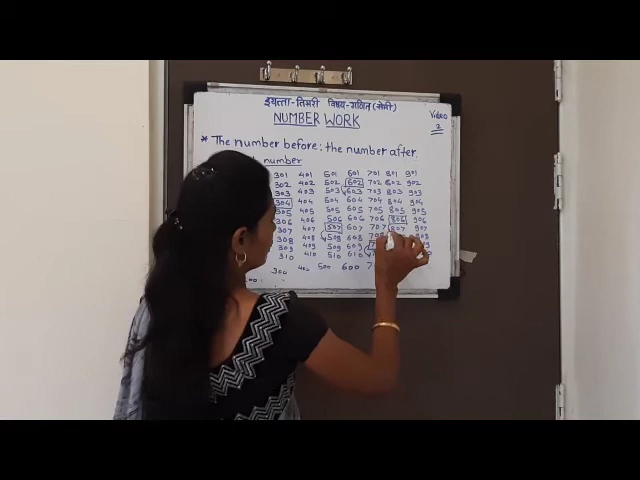 इयत्ता-तिसरी विषय-गणित (सेमी)
NUMBER WORK
Video
2
* The number before: the number after.
number
301 401 501 601 701 801 901
302 402 502 602 702 802 902
303 403 503 603 703 803 903
304 404 504 604 704 804 904
305 405 505 605 705 805 905
306 406 506 606 706 806 906
307 407 507 607 707 807 907
308 408 508 608 708
309 409 509 609
310 410 510 610
300 400 500 600